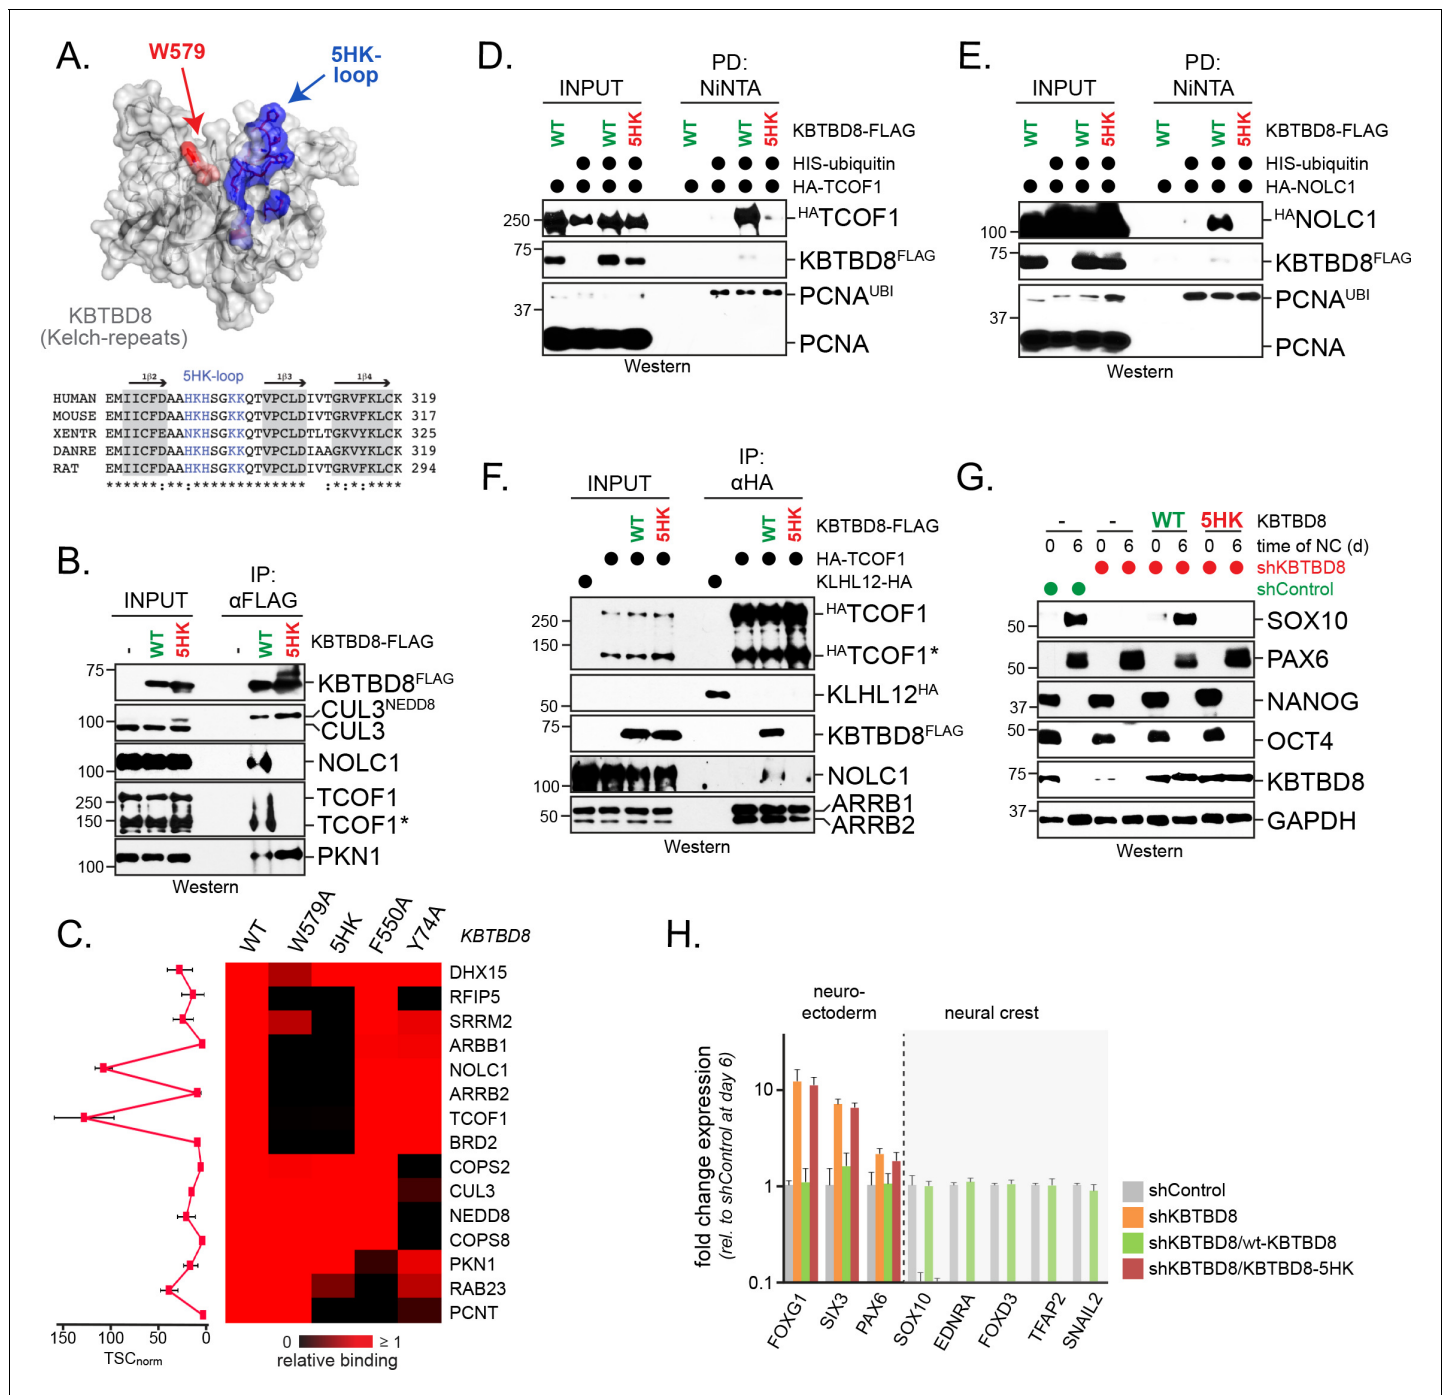 A.
W579
5HK-
loop
KBTBD8
(Kelch-repeats)
1β2 5HK-loop 1β3 1β4
HUMAN EMIICFDAAHKHSGKKQTVPCLDIVTGRVFKLCK 319
MOUSE EMIICFDAAHKHSGKKQTVPCLDIVTGRVFKLCK 317
XENTR EMIICFEAANKHSGKKQTVPCLDTLTGKVYKLCK 325
DANRE EMIICFDAAHKHSGKKQTVPCLDIAAGKVYKLCK 319
RAT EMIICFDAAHKHSGKKQTVPCLDIVTGRVFKLCK 294
******:**:************* :*:*:****
B.
IP:
INPUT αFLAG
- WT 5HK - WT 5HK KBTBD8-FLAG
75
KBTBD8FLAG
CUL3NEDD8
100
CUL3
NOLC1
100
TCOF1
250
150
TCOF1*
PKN1
100
Western
C.
WT W579A 5HK F550A Y74A KBTBD8
DHX15
RFIP5
SRRM2
ARBB1
NOLC1
ARRB2
TCOF1
BRD2
COPS2
CUL3
NEDD8
COPS8
PKN1
RAB23
PCNT
150 100 50 0
TSCnorm
0 ≥ 1
relative binding
D.
PD:
INPUT NiNTA
WT WT 5HK WT WT 5HK KBTBD8-FLAG
HIS-ubiquitin
HA-TCOF1
250 HATCOF1
75
KBTBD8FLAG
PCNAUBI
37
PCNA
Western
E.
PD:
INPUT NiNTA
WT WT 5HK WT WT 5HK KBTBD8-FLAG
HIS-ubiquitin
HA-NOLC1
HANOLC1
100
75
KBTBD8FLAG
PCNAUBI
37
PCNA
Western
F.
IP:
INPUT αHA
WT 5HK WT 5HK KBTBD8-FLAG
HA-TCOF1
KLHL12-HA
HATCOF1
250
150
HATCOF1*
KLHL12HA
50
75
KBTBD8FLAG
NOLC1
100
ARRB1
50
ARRB2
Western
G.
- - WT 5HK KBTBD8
0 6 0 6 0 6 0 6 time of NC (d)
shKBTBD8
shControl
50 SOX10
50 PAX6
37 NANOG
50
OCT4
75 KBTBD8
37
GAPDH
Western
H.
neuro-
ectoderm neural crest
fold change expression
(rel. to shControl at day 6)
10
1
0.1
FOXG1 SIX3 PAX6 SOX10 EDNRA FOXD3 TFAP2 SNAIL2
shControl
shKBTBD8
shKBTBD8/wt-KBTBD8
shKBTBD8/KBTBD8-5HK